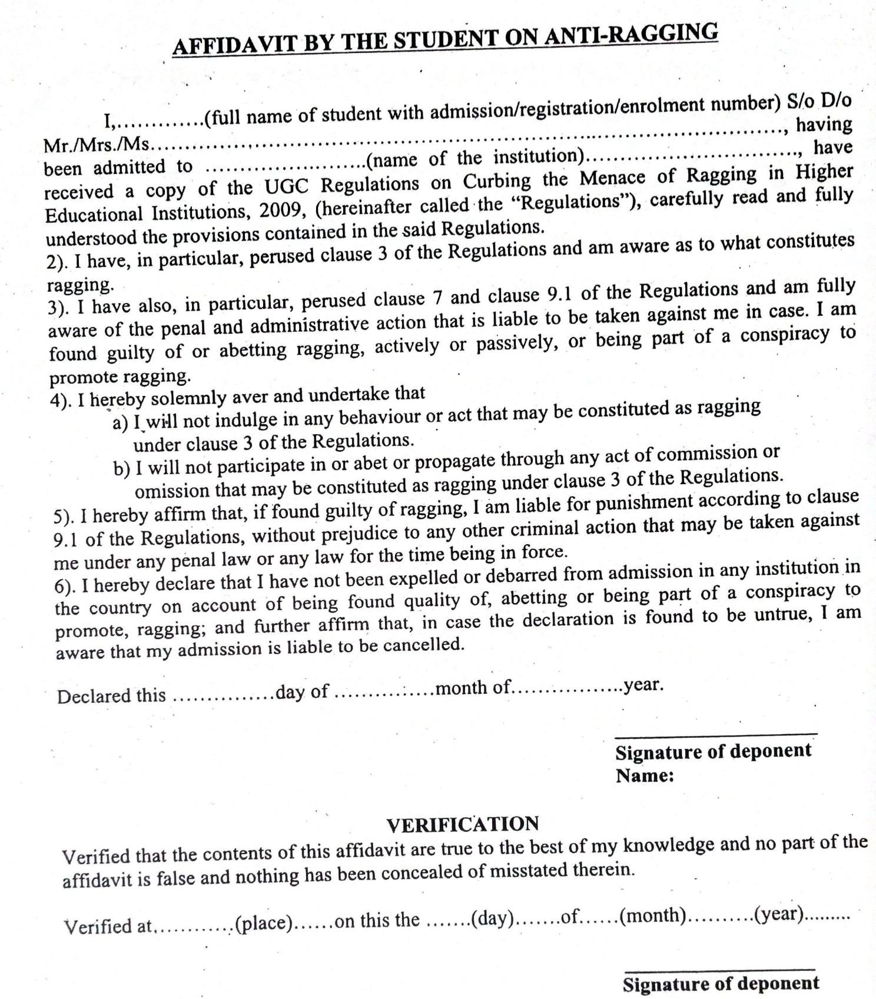 AFFIDAVIT BY THE STUDENT ON ANTI-RAGGING
I,..............(full name of student with admission/registration/enrolment number) S/o D/o
Mr./Mrs./Ms........................................................................................................, having
been admitted to ..........................(name of the institution)..................................., have
received a copy of the UGC Regulations on Curbing the Menace of Ragging in Higher
Educational Institutions, 2009, (hereinafter called the “Regulations”), carefully read and fully
understood the provisions contained in the said Regulations.
2). I have, in particular, perused clause 3 of the Regulations and am aware as to what constitutes
ragging.
3). I have also, in particular, perused clause 7 and clause 9.1 of the Regulations and am fully
aware of the penal and administrative action that is liable to be taken against me in case. I am
found guilty of or abetting ragging, actively or passively, or being part of a conspiracy to
promote ragging.
4). I hereby solemnly aver and undertake that
a) I will not indulge in any behaviour or act that may be constituted as ragging
under clause 3 of the Regulations.
b) I will not participate in or abet or propagate through any act of commission or
omission that may be constituted as ragging under clause 3 of the Regulations.
5). I hereby affirm that, if found guilty of ragging, I am liable for punishment according to clause
9.1 of the Regulations, without prejudice to any other criminal action that may be taken against
me under any penal law or any law for the time being in force.
6). I hereby declare that I have not been expelled or debarred from admission in any institution in
the country on account of being found quality of, abetting or being part of a conspiracy to
promote, ragging; and further affirm that, in case the declaration is found to be untrue, I am
aware that my admission is liable to be cancelled.
Declared this ...............day of ...............month of.................year.
Signature of deponent
Name:
VERIFICATION
Verified that the contents of this affidavit are true to the best of my knowledge and no part of the
affidavit is false and nothing has been concealed of misstated therein.
Verified at............(place)......on this the .......(day).......of......(month)..........(year).........
Signature of deponent